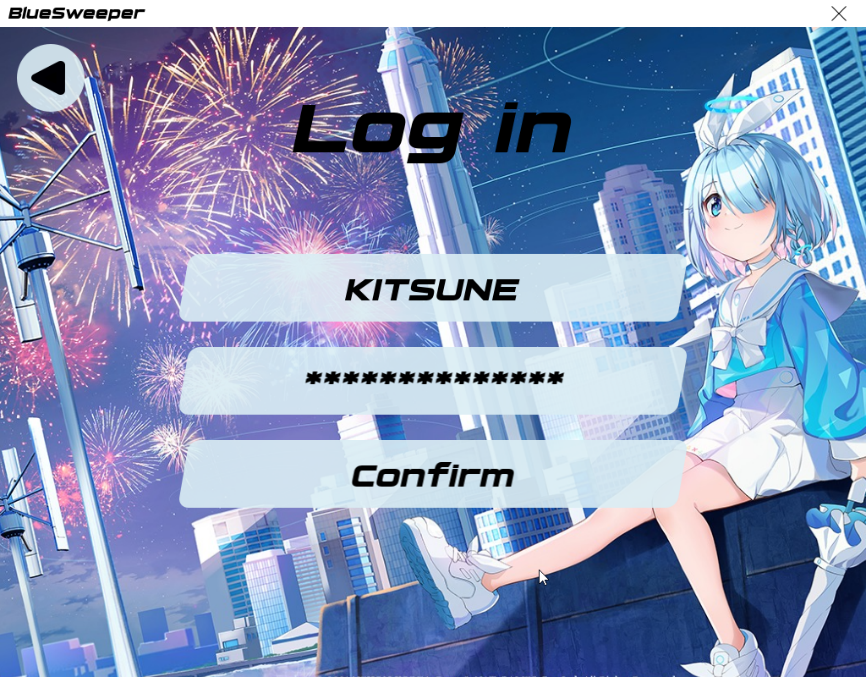 BlueSweeper
Log in
KITSUNE
**************
Confirm